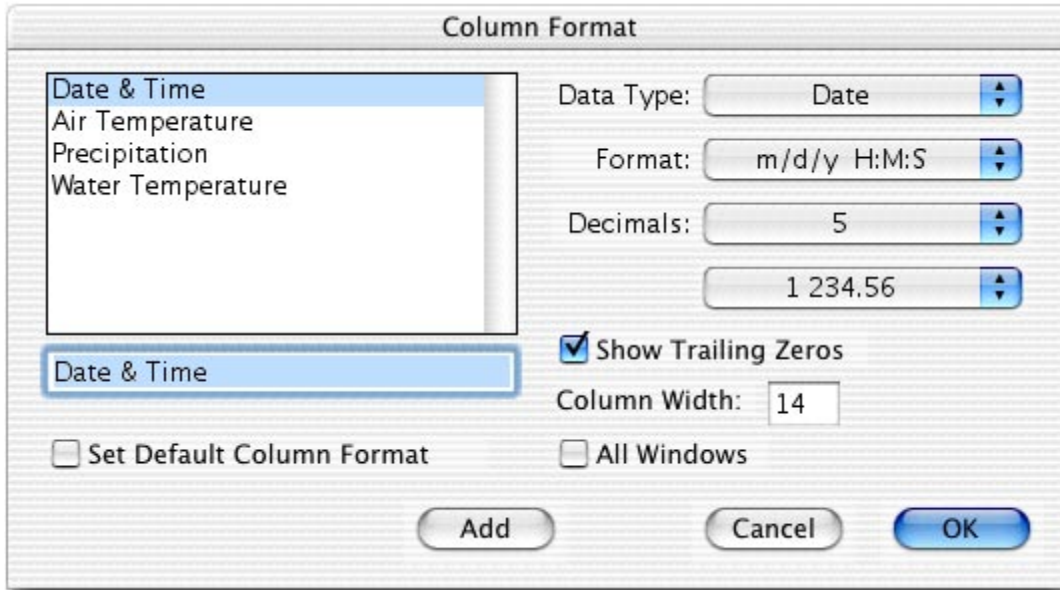 Column Format
Date & Time
Air Temperature
Precipitation
Water Temperature
Date & Time
Set Default Column Format
Data Type: Date
Format: m/d/y H:M:S
Decimals: 5
1 234.56
Show Trailing Zeros
Column Width: 14
All Windows
Add Cancel OK